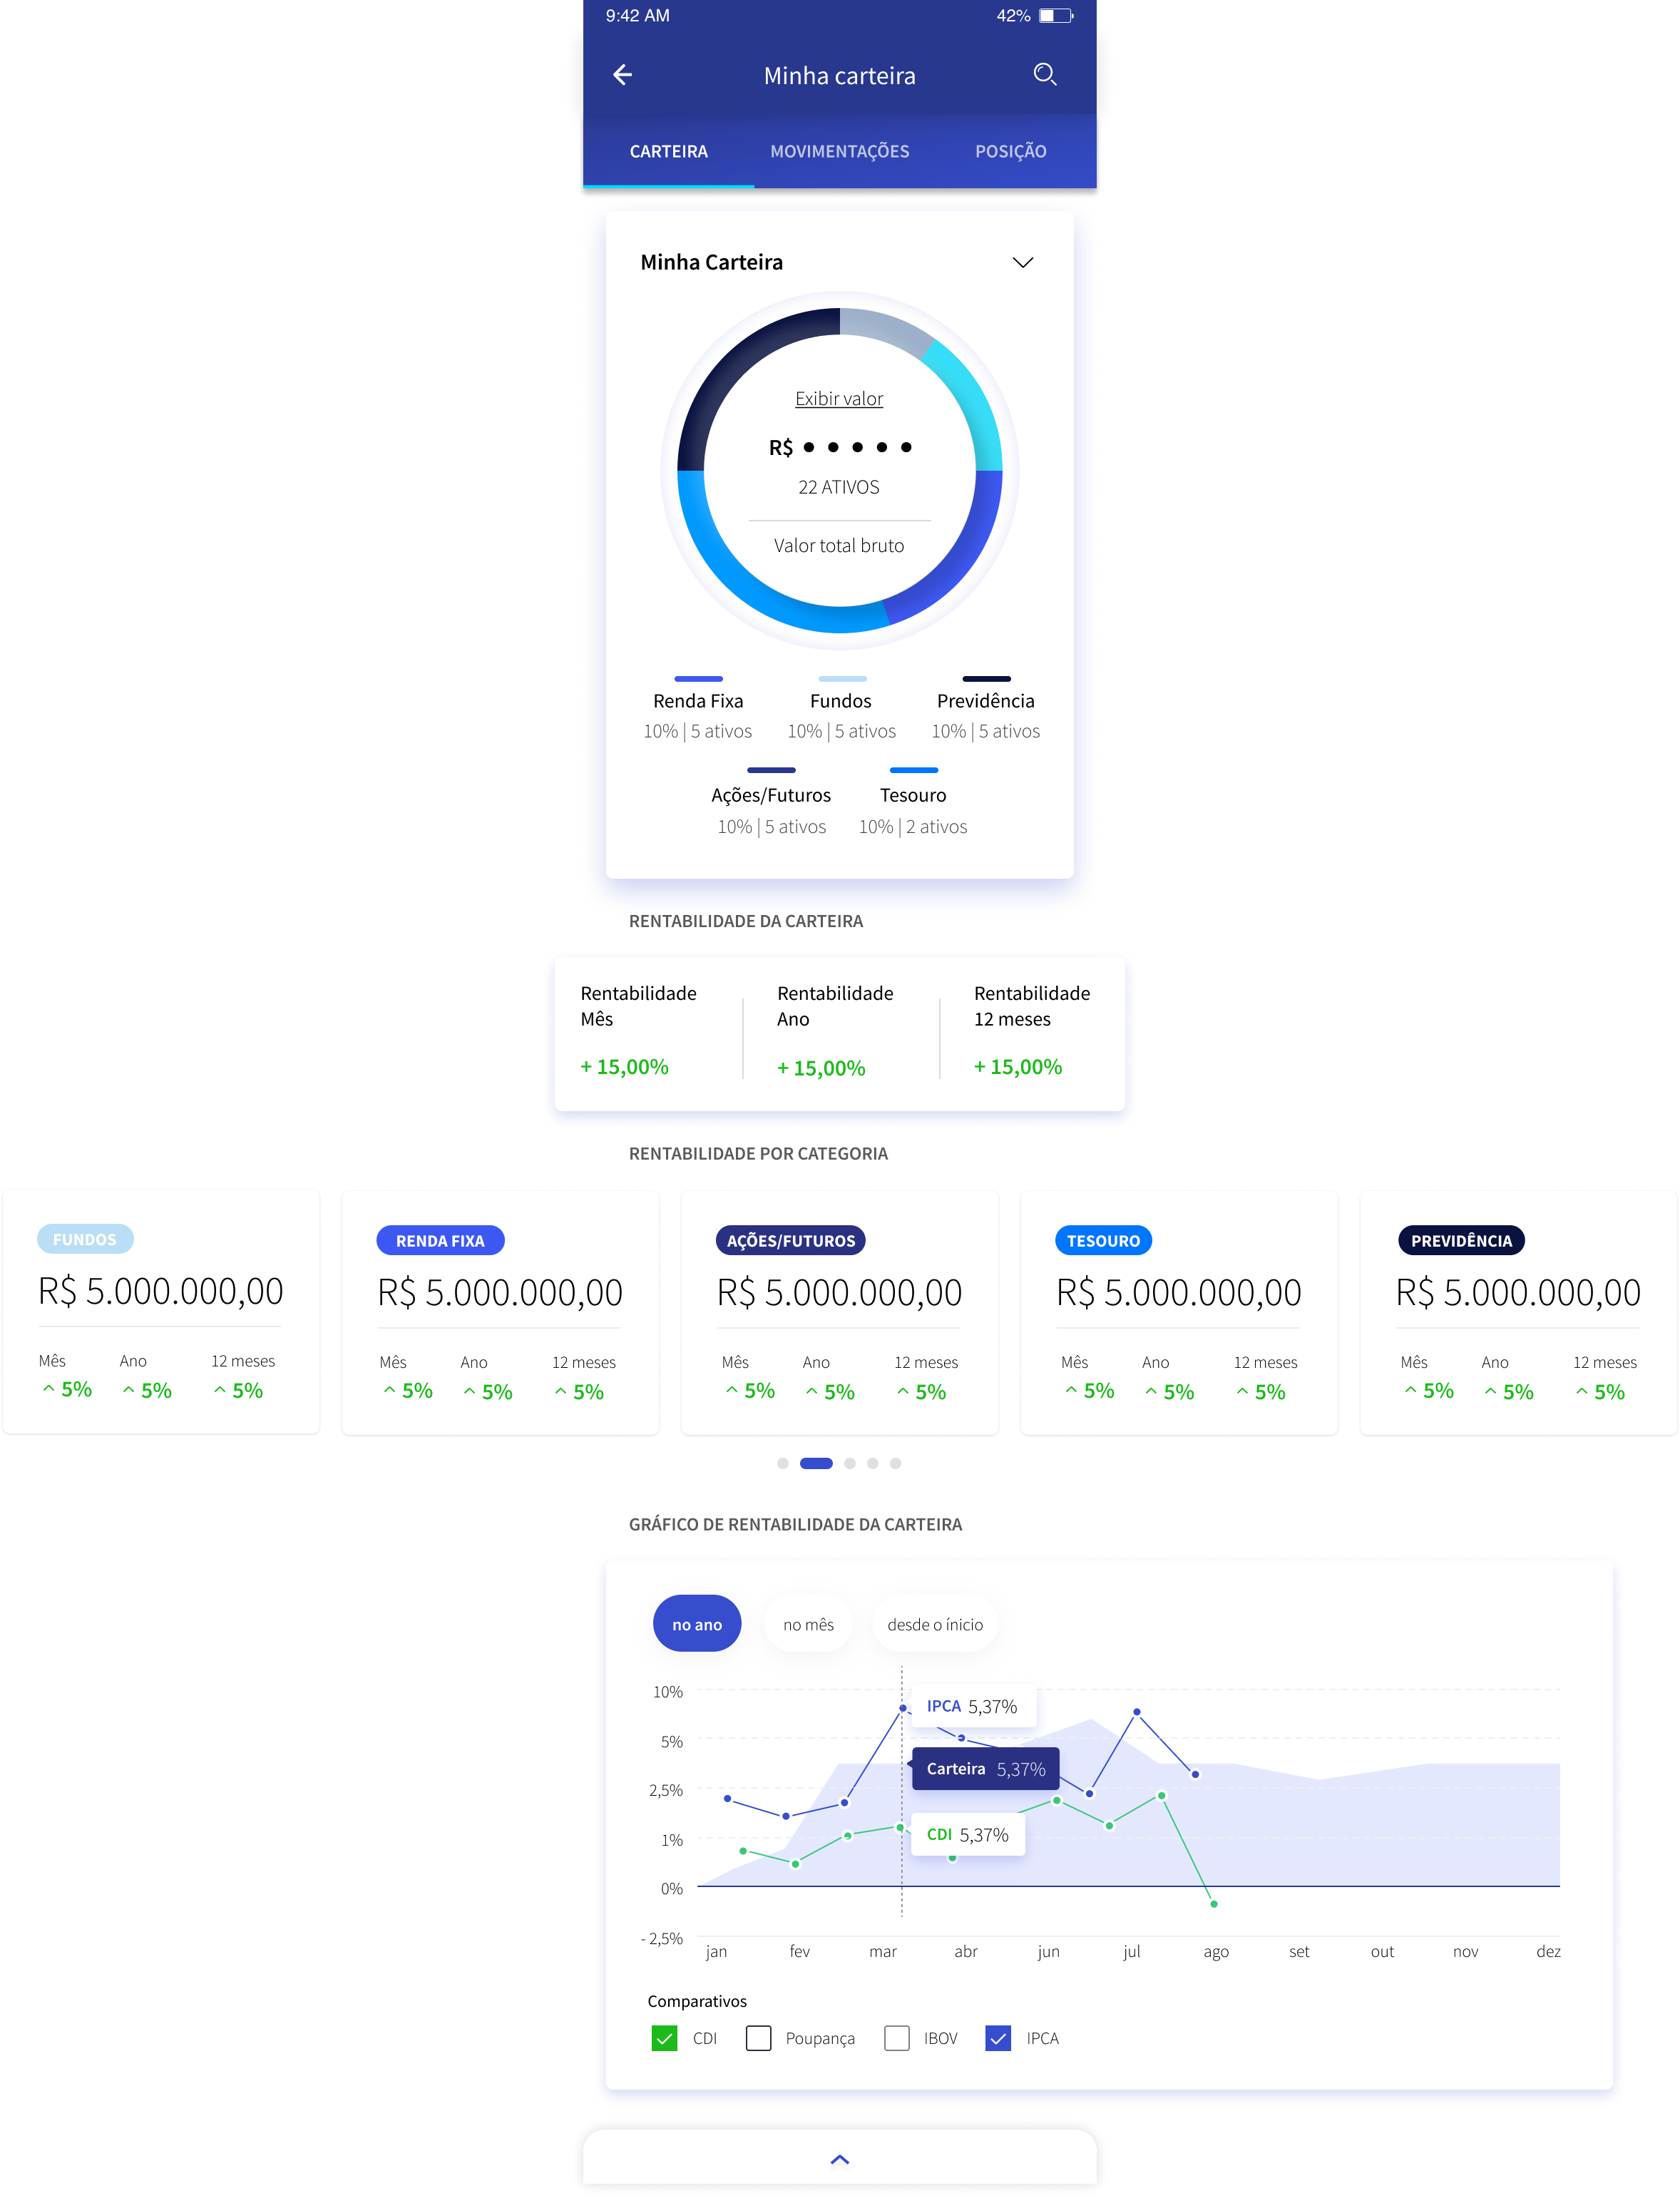 9:42 AM
42%
Minha carteira
CARTEIRA
MOVIMENTAÇÕES
POSIÇÃO
Minha Carteira
Exibir valor
R$ • • • • •
22 ATIVOS
Valor total bruto
Renda Fixa
10% | 5 ativos
Fundos
10% | 5 ativos
Previdência
10% | 5 ativos
Ações/Futuros
10% | 5 ativos
Tesouro
10% | 2 ativos
RENTABILIDADE DA CARTEIRA
Rentabilidade
Mês
+ 15,00%
Rentabilidade
Ano
+ 15,00%
Rentabilidade
12 meses
+ 15,00%
RENTABILIDADE POR CATEGORIA
FUNDOS
R$ 5.000.000,00
Mês
Ano
12 meses
5%
5%
5%
RENDA FIXA
R$ 5.000.000,00
Mês
Ano
12 meses
5%
5%
5%
AÇÕES/FUTUROS
R$ 5.000.000,00
Mês
Ano
12 meses
5%
5%
5%
TESOURO
R$ 5.000.000,00
Mês
Ano
12 meses
5%
5%
5%
PREVIDÊNCIA
R$ 5.000.000,00
Mês
Ano
12 meses
5%
5%
5%
GRÁFICO DE RENTABILIDADE DA CARTEIRA
no ano
no mês
desde o ínicio
10%
5%
2,5%
1%
0%
- 2,5%
IPCA 5,37%
Carteira 5,37%
CDI 5,37%
jan
fev
mar
abr
jun
jul
ago
set
out
nov
dez
Comparativos
CDI
Poupança
IBOV
IPCA